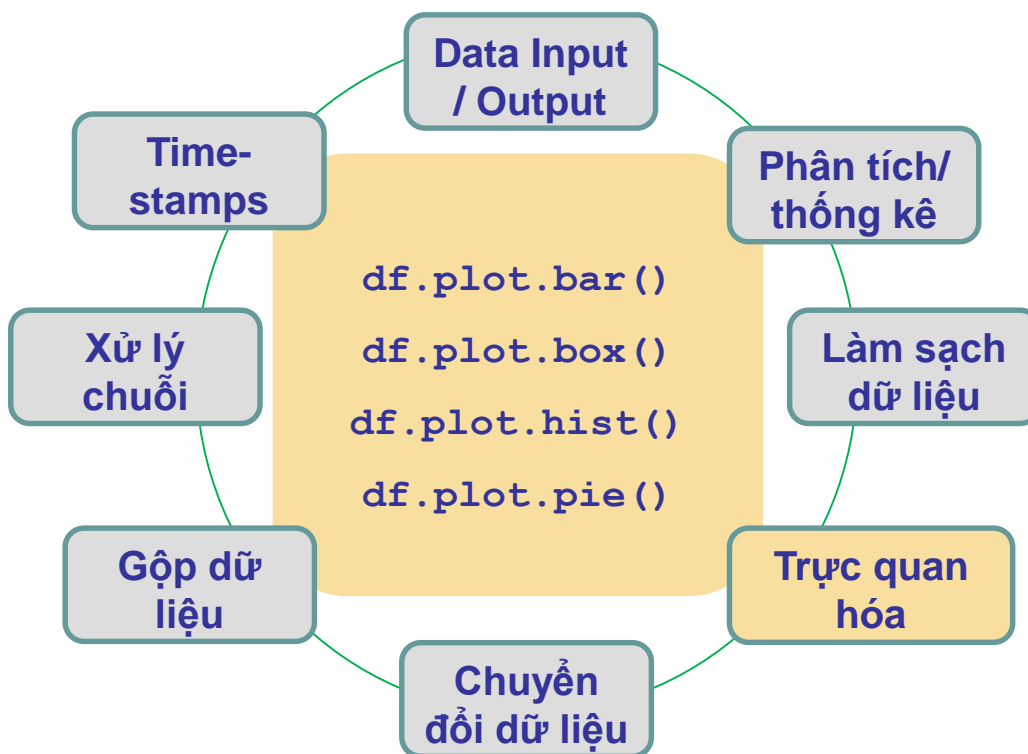 Data Input
/ Output
Time-
stamps
Phân tích/
thống kê
df.plot.bar()
df.plot.box()
df.plot.hist()
df.plot.pie()
Xử lý
chuỗi
Làm sạch
dữ liệu
Gộp dữ
liệu
Trực quan
hóa
Chuyển
đổi dữ liệu